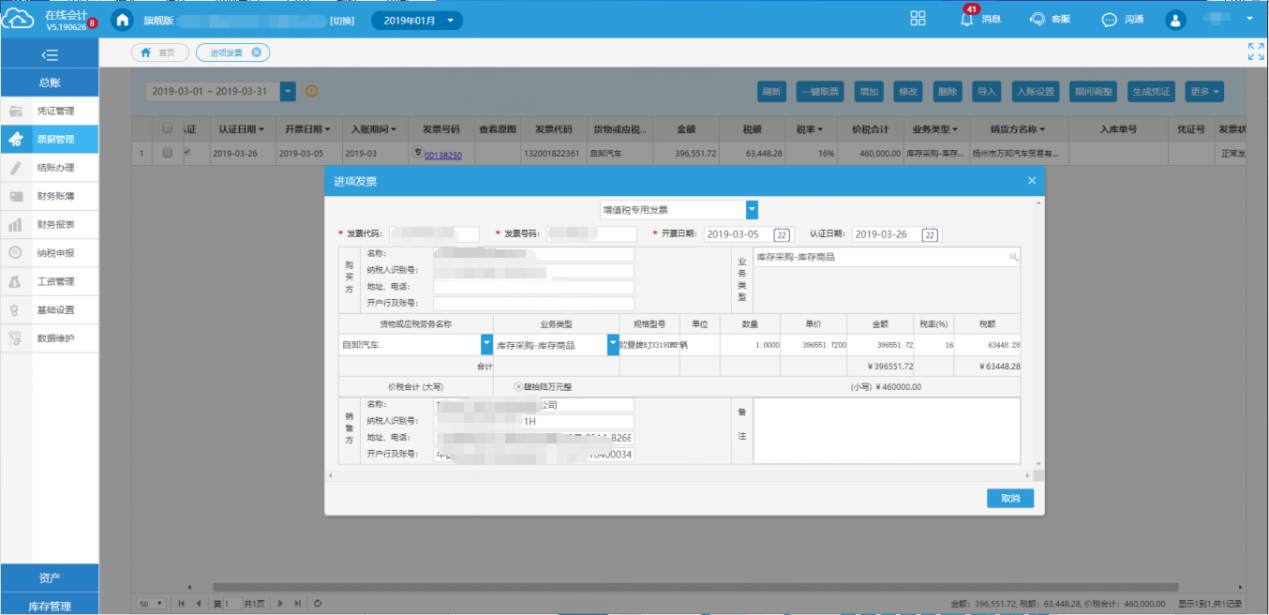 在线会计
V5.190626 8
旗舰版
[切换]
2019年01月
41
消息
客服
沟通
总账
首页
进项发票
凭证管理
票据管理
结账办理
财务账簿
财务报表
纳税申报
工资管理
基础设置
数据维护
资产
库存管理
2019-03-01 ~ 2019-03-31
刷新 一键取票 增加 修改 删除 导入 入账设置 期间调整 生成凭证 更多
认证日期 开票日期 入账期间 发票号码 查看原图 发票代码 货物或应税... 金额 税额 税率 价税合计 业务类型 销货方名称 入库单号 凭证号 发票状
1 2019-03-26 2019-03-05 2019-03 00138250 132001822361 自卸汽车 396,551.72 63,448.28 16% 460,000.00 库存采购-库存... 扬州市万邦汽车贸易有... 正常发
进项发票
增值税专用发票
* 发票代码:
* 发票号码:
* 开票日期: 2019-03-05 22
认证日期: 2019-03-26 22
购买方
名称:
纳税人识别号:
地址、电话:
开户行及账号:
业务类型
库存采购-库存商品
货物或应税劳务名称 业务类型 规格型号 单位 数量 单价 金额 税率(%) 税额
自卸汽车 库存采购-库存商品 欧曼牌BJ3319DMP 辆 1.0000 396551.7200 396551.72 16 63448.28
合计 ¥396551.72 ¥63448.28
价税合计 (大写) ⓧ肆拾陆万元整 (小写) ¥460000.00
销售方
名称: 公司
纳税人识别号: 1H
地址、电话: 0514-8268
开户行及账号: 10400034
备注
取消
50 第 1 共1页
金额: 396,551.72, 税额: 63,448.28, 价税合计: 460,000.00 显示1到1,共1记录